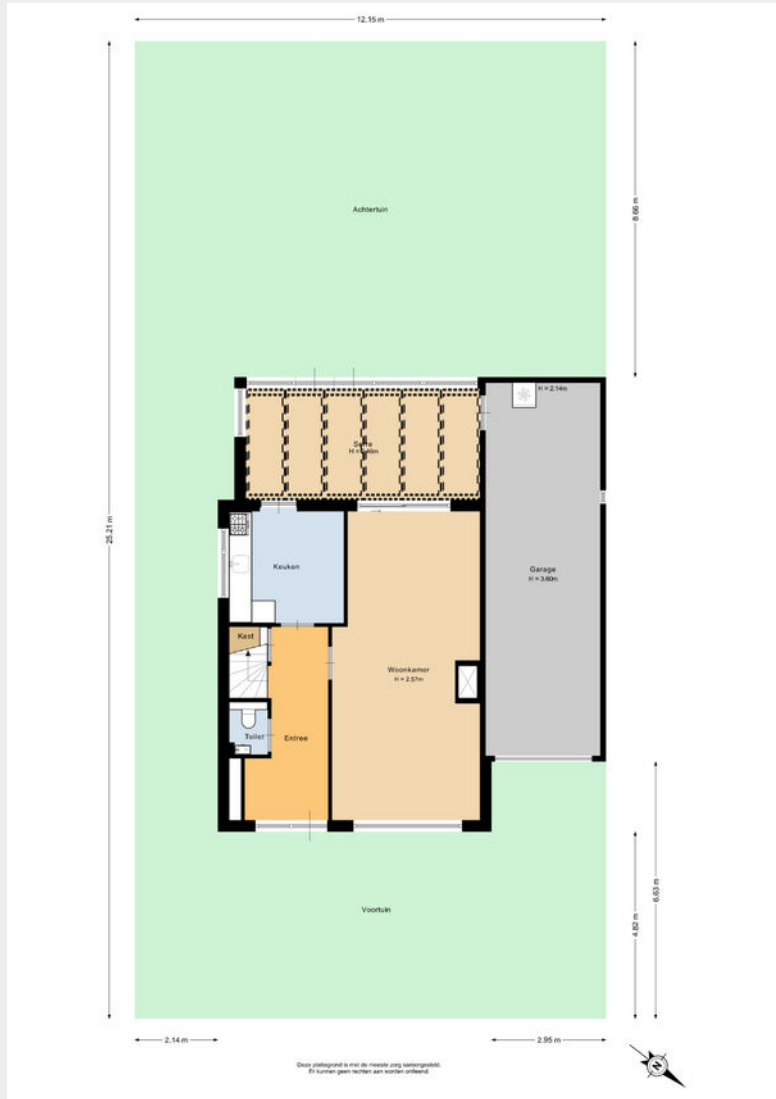 12.15 m
8.66 m
Achtertuin
25.21 m
H = 2.14m
Serre
Keuken
Garage
H = 3.60m
Kast
Woonkamer
H = 2.57m
Toilet
Entree
6.63 m
4.82 m
Voortuin
2.14 m
2.95 m
Deze plattegrond is met de meeste zorg samengesteld.
Er kunnen geen rechten aan worden ontleend.
N